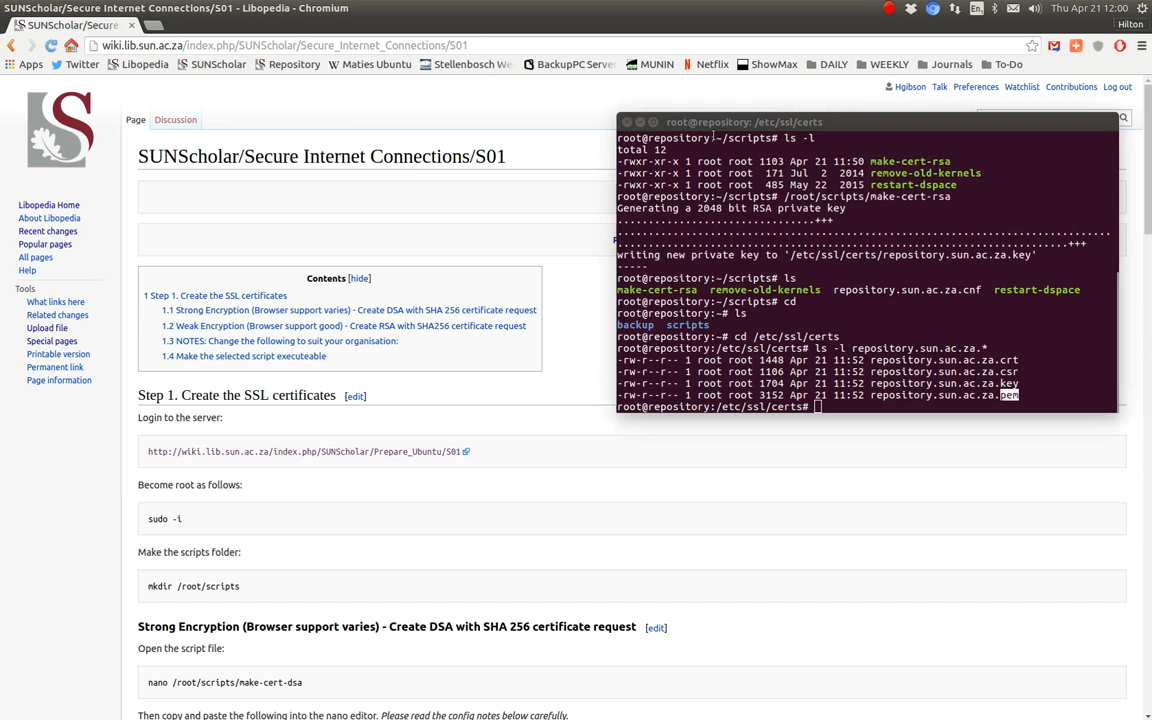 SUNScholar/Secure Internet Connections/S01 - Libopedia - Chromium
En
Thu Apr 21 12:00
SUNScholar/Secure
Hilton
wiki.lib.sun.ac.za/index.php/SUNScholar/Secure_Internet_Connections/S01
Apps Twitter Libopedia SUNScholar Repository Maties Ubuntu Stellenbosch We BackupPC Server MUNIN Netflix ShowMax DAILY WEEKLY Journals To-Do
Hgibson Talk Preferences Watchlist Contributions Log out
Page Discussion
SUNScholar/Secure Internet Connections/S01
Libopedia Home
About Libopedia
Recent changes
Popular pages
All pages
Help
Tools
What links here
Related changes
Upload file
Special pages
Printable version
Permanent link
Page information
Contents [hide]
1 Step 1. Create the SSL certificates
1.1 Strong Encryption (Browser support varies) - Create DSA with SHA 256 certificate request
1.2 Weak Encryption (Browser support good) - Create RSA with SHA256 certificate request
1.3 NOTES: Change the following to suit your organisation:
1.4 Make the selected script executeable
Step 1. Create the SSL certificates [edit]
Login to the server:
http://wiki.lib.sun.ac.za/index.php/SUNScholar/Prepare_Ubuntu/S01
Become root as follows:
sudo -i
Make the scripts folder:
mkdir /root/scripts
Strong Encryption (Browser support varies) - Create DSA with SHA 256 certificate request [edit]
Open the script file:
nano /root/scripts/make-cert-dsa
Then copy and paste the following into the nano editor. Please read the config notes below carefully.
root@repository: /etc/ssl/certs
root@repository:~/scripts# ls -l
total 12
-rwxr-xr-x 1 root root 1103 Apr 21 11:50 make-cert-rsa
-rwxr-xr-x 1 root root  171 Jul  2  2014 remove-old-kernels
-rwxr-xr-x 1 root root  485 May 22  2015 restart-dspace
root@repository:~/scripts# /root/scripts/make-cert-rsa
Generating a 2048 bit RSA private key
.................................+++
...................................................................................
............................................................................+++
writing new private key to '/etc/ssl/certs/repository.sun.ac.za.key'
-----
root@repository:~/scripts# ls
make-cert-rsa  remove-old-kernels  repository.sun.ac.za.cnf  restart-dspace
root@repository:~/scripts# cd
root@repository:~# ls
backup  scripts
root@repository:~# cd /etc/ssl/certs
root@repository:/etc/ssl/certs# ls -l repository.sun.ac.za.*
-rw-r--r-- 1 root root 1448 Apr 21 11:52 repository.sun.ac.za.crt
-rw-r--r-- 1 root root 1106 Apr 21 11:52 repository.sun.ac.za.csr
-rw-r--r-- 1 root root 1704 Apr 21 11:52 repository.sun.ac.za.key
-rw-r--r-- 1 root root 3152 Apr 21 11:52 repository.sun.ac.za.pem
root@repository:/etc/ssl/certs#